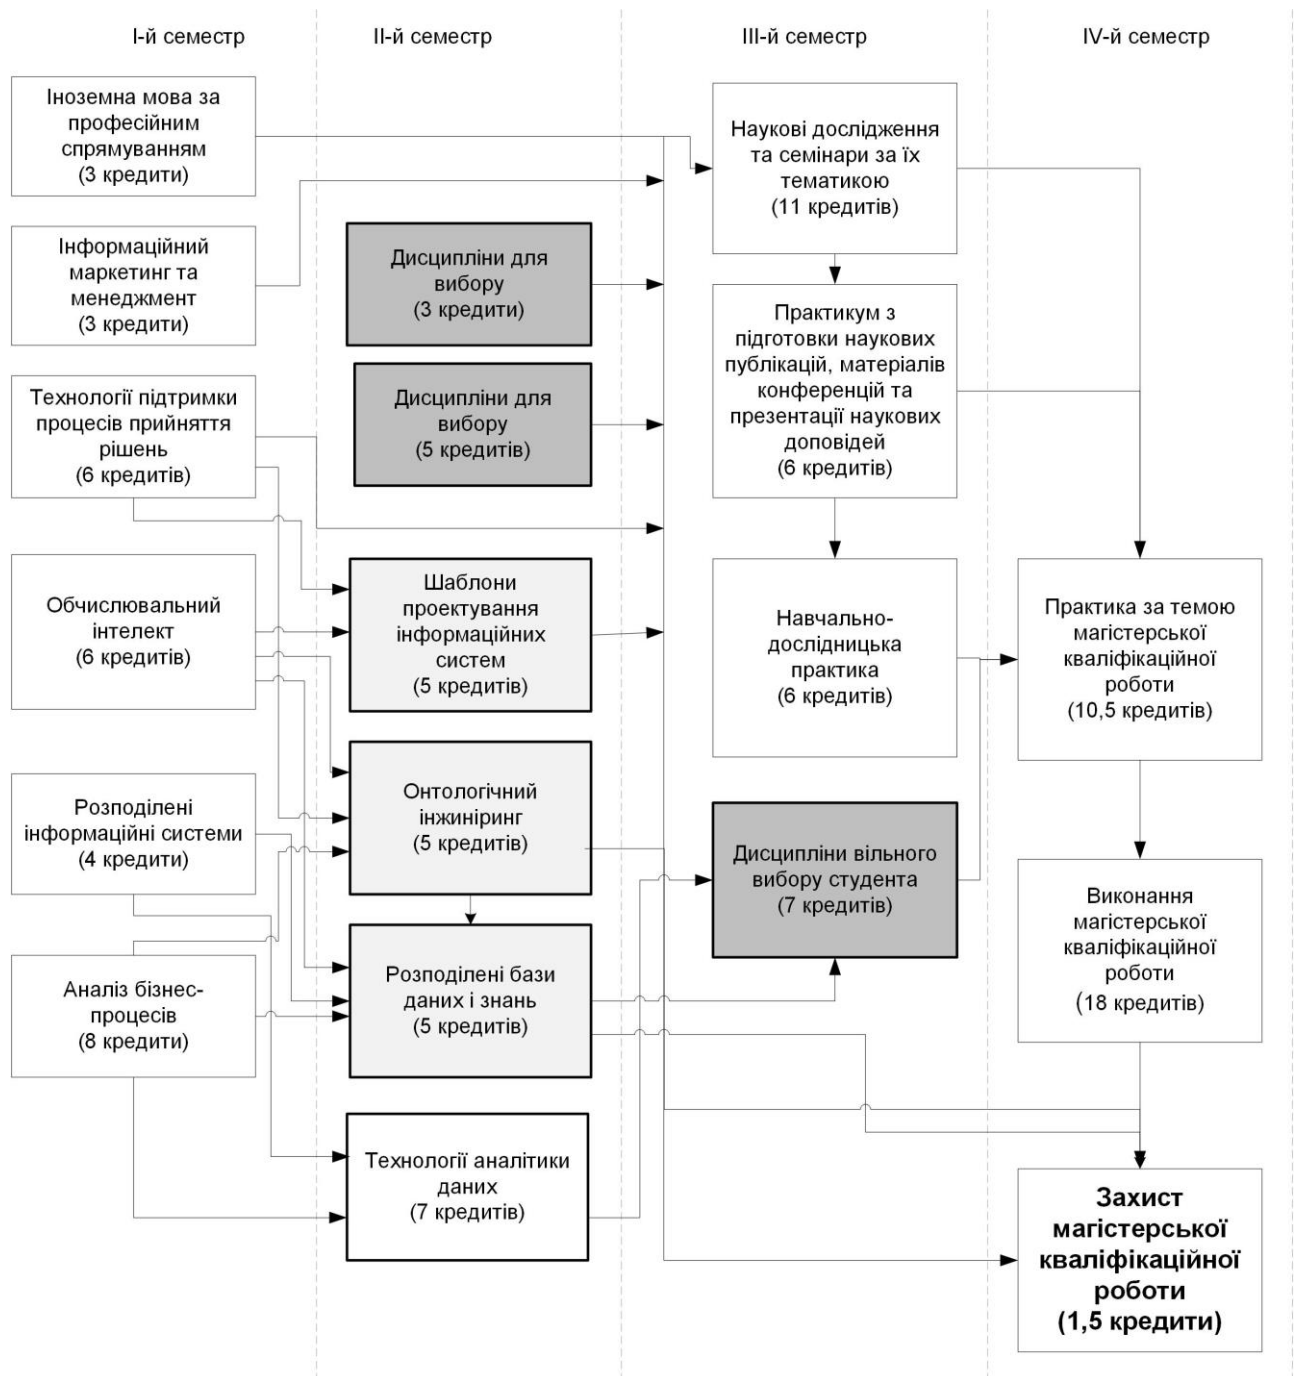 І-й семестр
ІІ-й семестр
ІІІ-й семестр
ІV-й семестр
Іноземна мова за
професійним
спрямуванням
(3 кредити)
Інформаційний
маркетинг та
менеджмент
(3 кредити)
Технології підтримки
процесів прийняття
рішень
(6 кредитів)
Обчислювальний
інтелект
(6 кредитів)
Розподілені
інформаційні системи
(4 кредити)
Аналіз бізнес-
процесів
(8 кредити)
Дисципліни для
вибору
(3 кредити)
Дисципліни для
вибору
(5 кредитів)
Шаблони
проектування
інформаційних
систем
(5 кредитів)
Онтологічний
інжиніринг
(5 кредитів)
Розподілені бази
даних і знань
(5 кредитів)
Технології аналітики
даних
(7 кредитів)
Наукові дослідження
та семінари за їх
тематикою
(11 кредитів)
Практикум з
підготовки наукових
публікацій, матеріалів
конференцій та
презентації наукових
доповідей
(6 кредитів)
Навчально-
дослідницька
практика
(6 кредитів)
Дисципліни вільного
вибору студента
(7 кредитів)
Практика за темою
магістерської
кваліфікаційної
роботи
(10,5 кредитів)
Виконання
магістерської
кваліфікаційної
роботи
(18 кредитів)
Захист
магістерської
кваліфікаційної
роботи
(1,5 кредити)